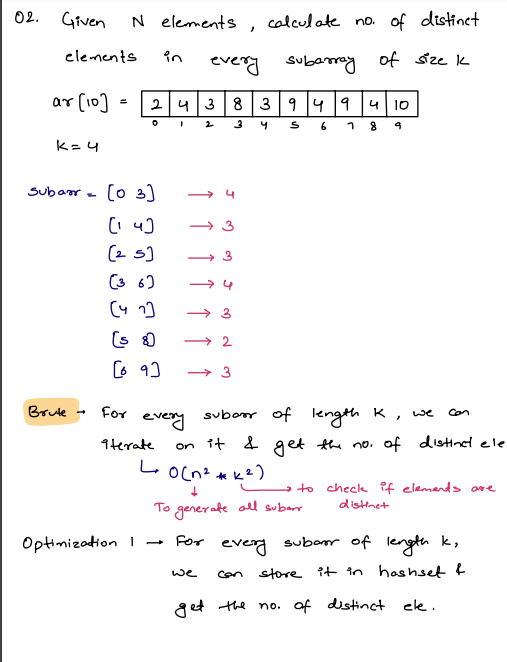 02. Given N elements, calculate no. of distinct
elements in every subarray of size k
ar[10] = 2 4 3 8 3 9 4 9 4 10
0 1 2 3 4 5 6 7 8 9
k=4
subarr = [0 3] → 4
[1 4] → 3
[2 5] → 3
[3 6] → 4
[4 7] → 3
[5 8] → 2
[6 9] → 3
Brute → For every subarr of length k, we can
iterate on it & get the no. of distinct ele
↳ O(n² * k²)
to check if elements are
distinct
To generate all subarr
Optimization 1 → For every subarr of length k,
we can store it in hashset &
get the no. of distinct ele.